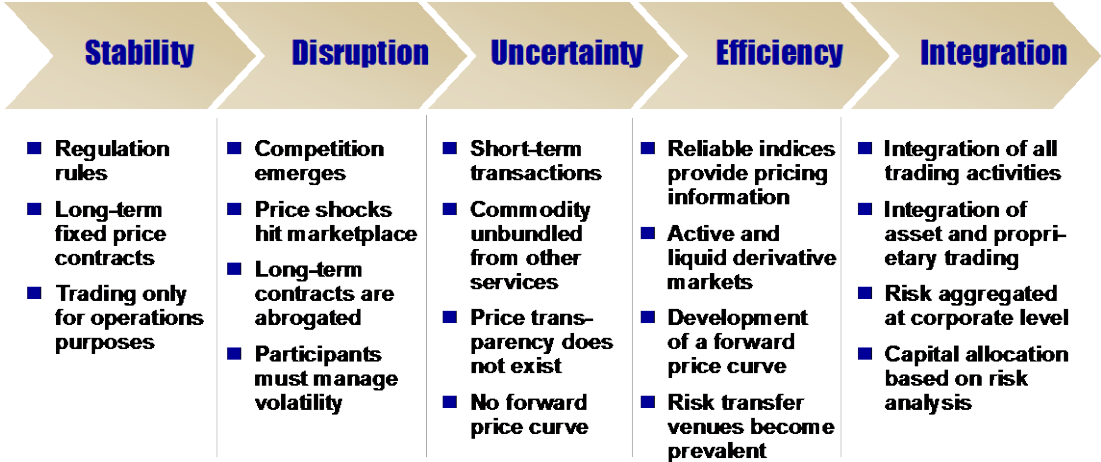 Stability
Disruption
Uncertainty
Efficiency
Integration
Regulation
rules
Long-term
fixed price
contracts
Trading only
for operations
purposes
Competition
emerges
Price shocks
hit marketplace
Long-term
contracts are
abrogated
Participants
must manage
volatility
Short-term
transactions
Commodity
unbundled
from other
services
Price trans-
parency does
not exist
No forward
price curve
Reliable indices
provide pricing
information
Active and
liquid derivative
markets
Development
of a forward
price curve
Risk transfer
venues become
prevalent
Integration of all
trading activities
Integration of
asset and propri-
etary trading
Risk aggregated
at corporate level
Capital allocation
based on risk
analysis